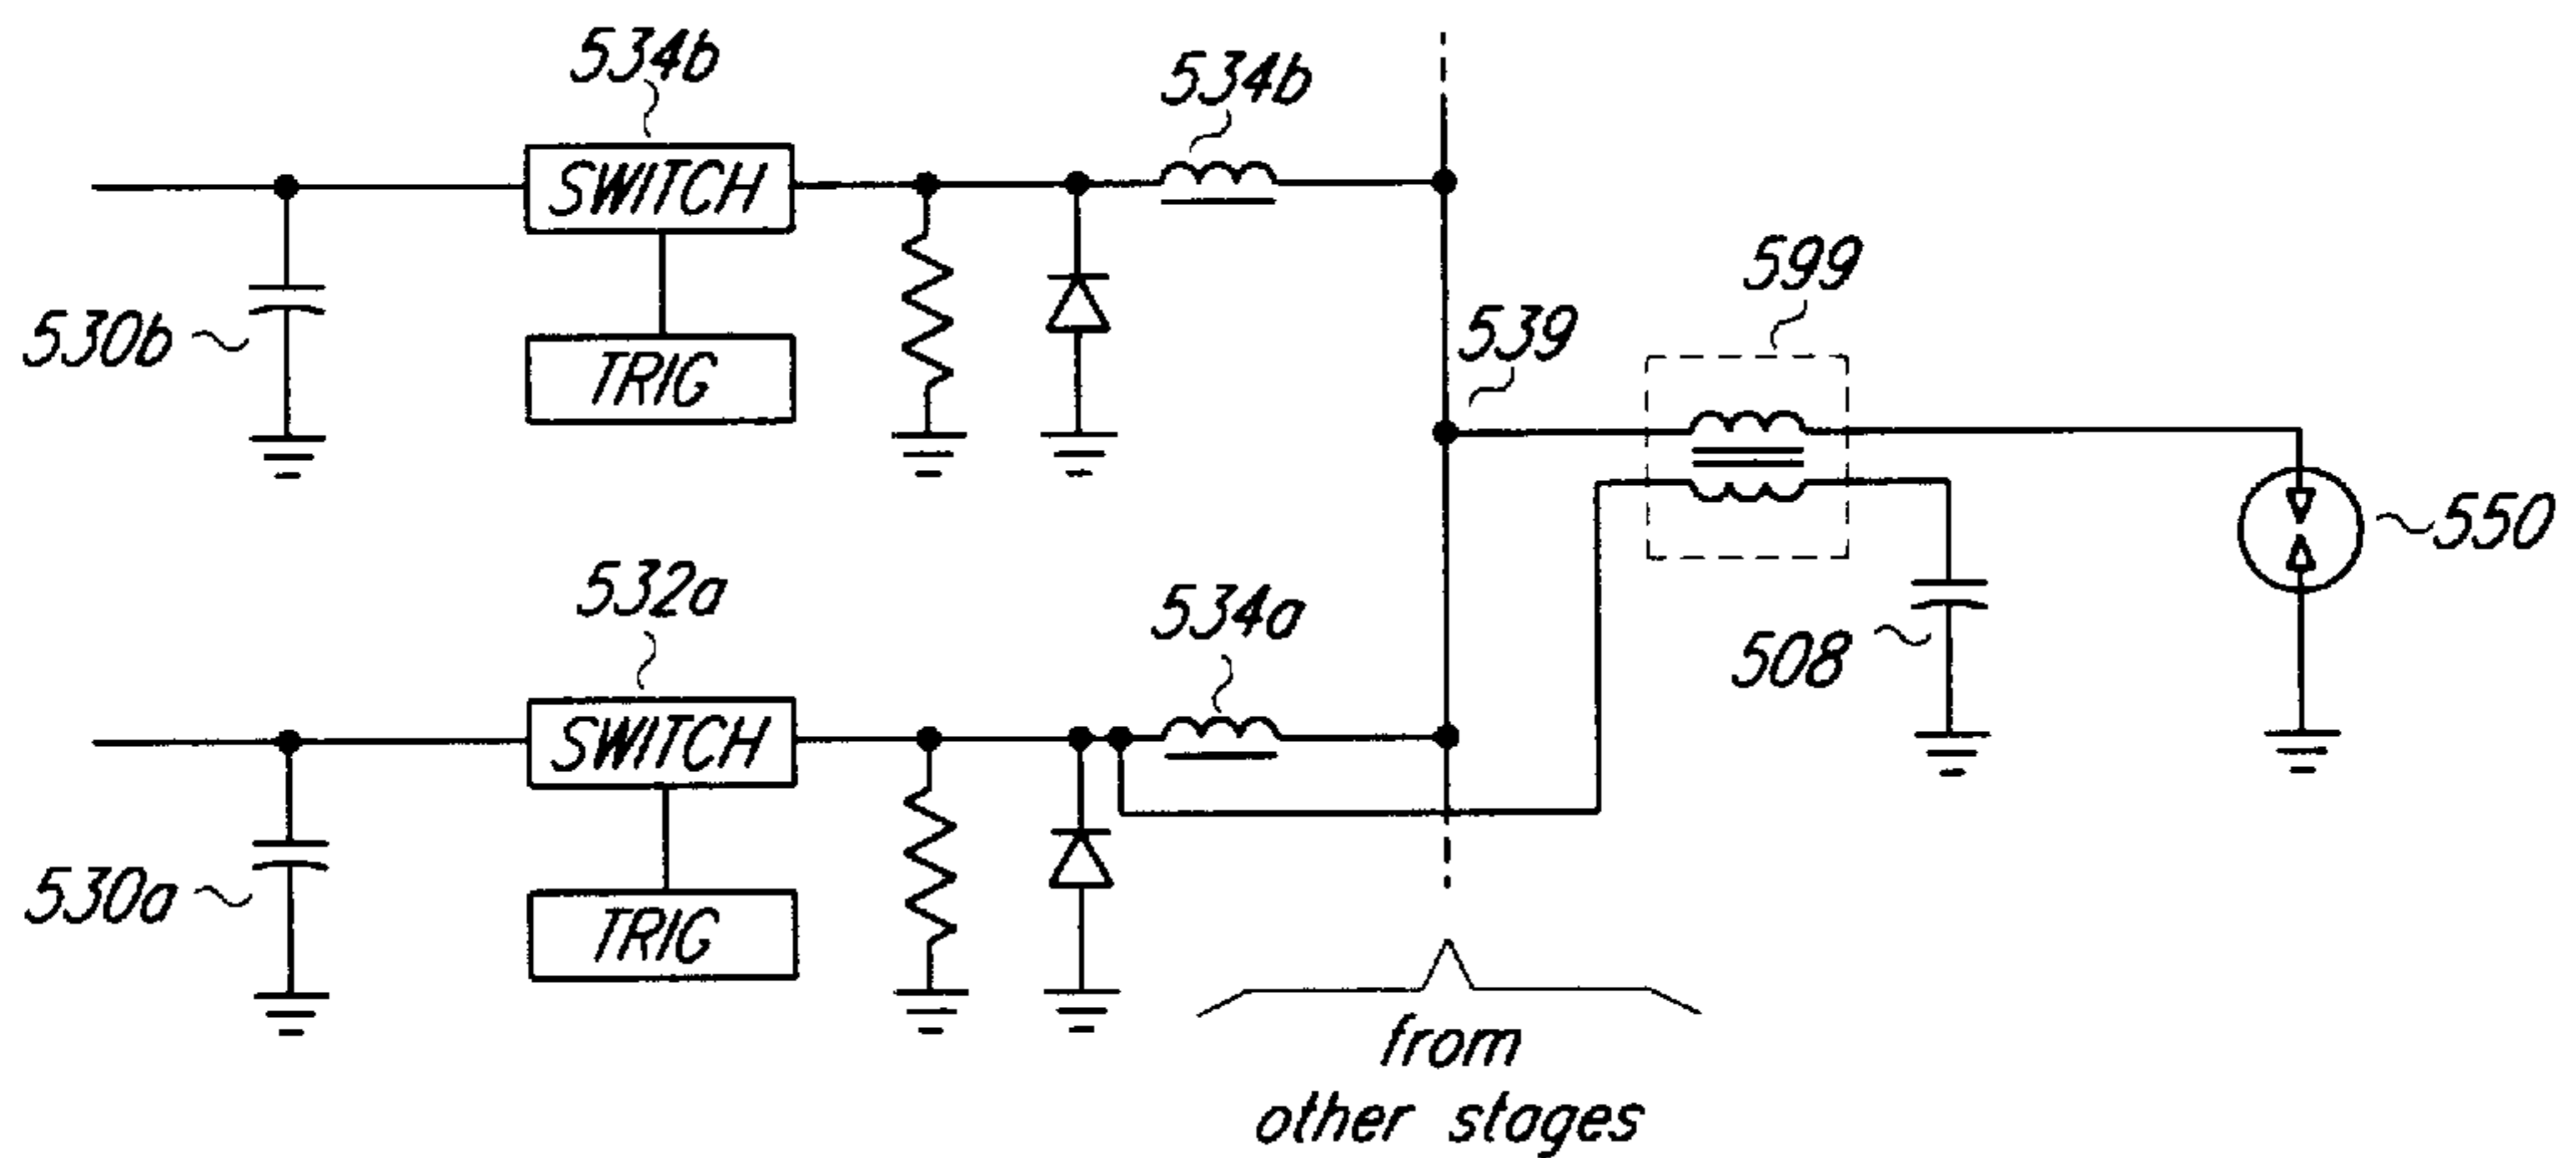 534b
534b
SWITCH
599
530b
TRIG
539
550
532a
534a
508
SWITCH
530a
TRIG
from
other stages